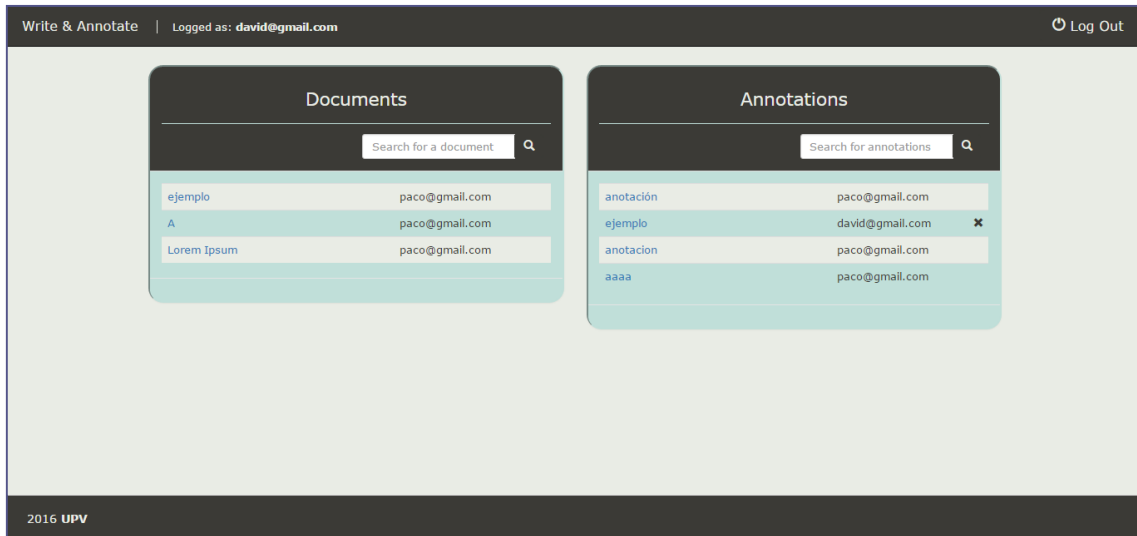 Write & Annotate | Logged as: david@gmail.com Log Out
Documents
Search for a document
ejemplo paco@gmail.com
A paco@gmail.com
Lorem Ipsum paco@gmail.com
Annotations
Search for annotations
anotación paco@gmail.com
ejemplo david@gmail.com
anotacion paco@gmail.com
aaaa paco@gmail.com
2016 UPV